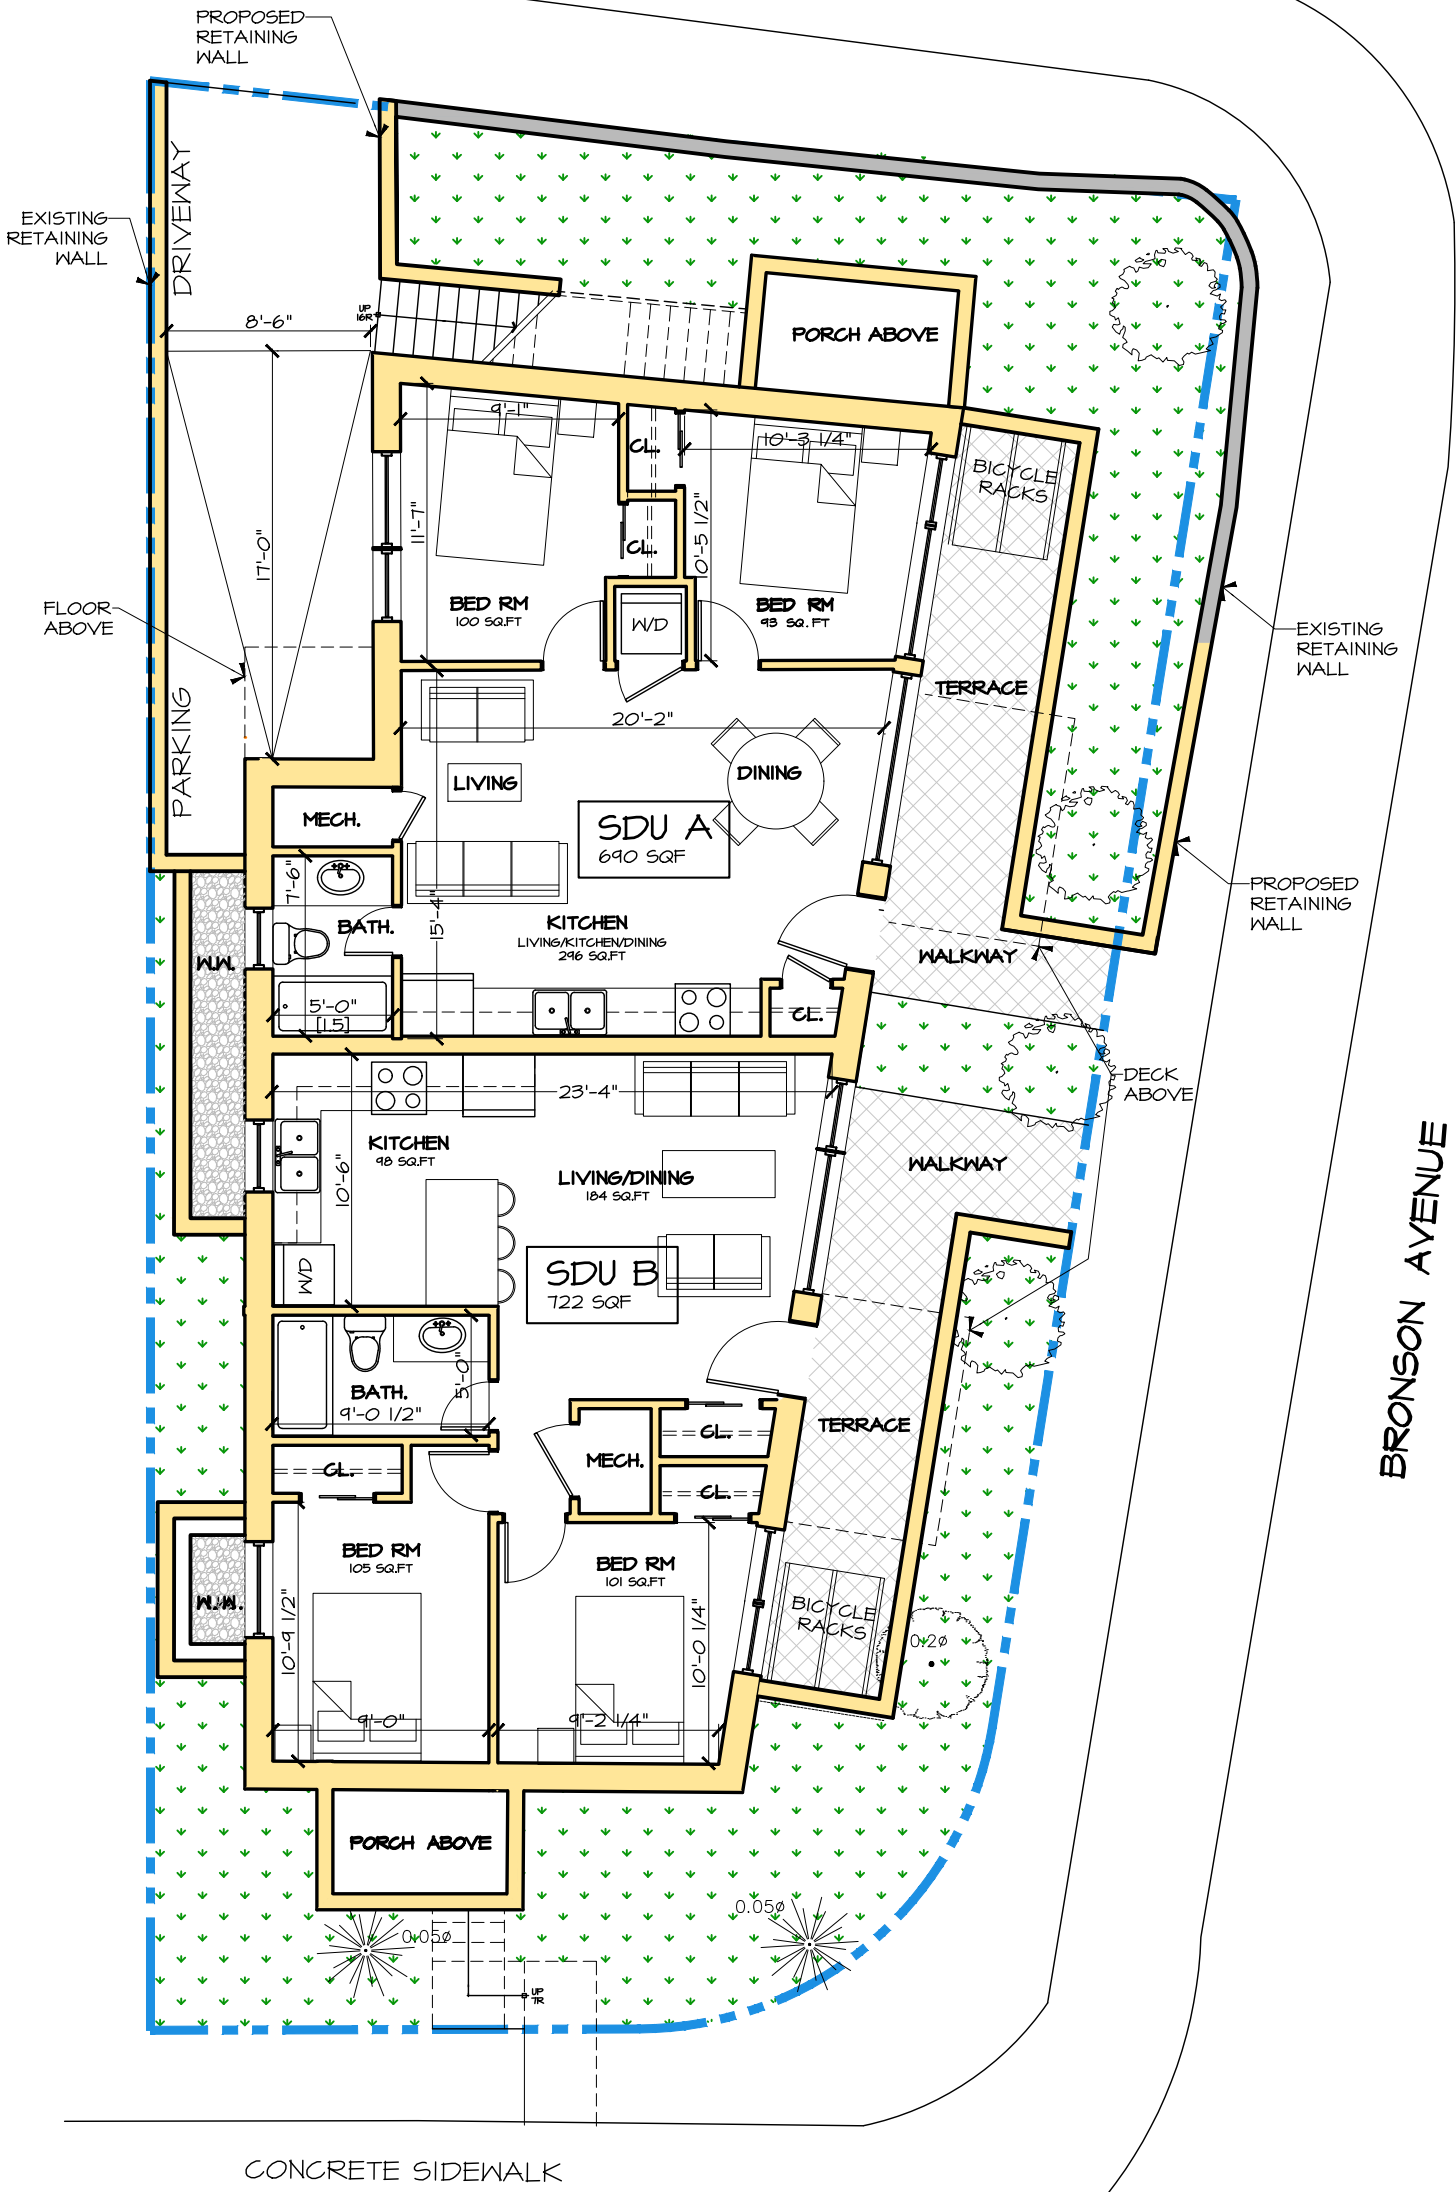 PROPOSED
RETAINING
WALL
DRIVEWAY
EXISTING
RETAINING
WALL
8'-6"
UP
16R
PORCH ABOVE
9'-1"
CL.
10'-3 1/4"
BICYCLE
RACKS
11'-7"
10'-5 1/2"
17'-0"
CL.
BED RM
100 SQ.FT
W/D
BED RM
93 SQ. FT
FLOOR
ABOVE
EXISTING
RETAINING
WALL
TERRACE
20'-2"
PARKING
LIVING
DINING
MECH.
SDU A
690 SQF
7'-6"
BATH.
15'-4"
KITCHEN
LIVING/KITCHEN/DINING
296 SQ.FT
PROPOSED
RETAINING
WALL
W.W.
WALKWAY
5'-0"
[1.5]
CL.
DECK
ABOVE
23'-4"
KITCHEN
98 SQ.FT
10'-6"
LIVING/DINING
184 SQ.FT
WALKWAY
BRONSON AVENUE
W/D
SDU B
722 SQF
BATH.
9'-0 1/2"
5'-0"
TERRACE
CL.
MECH.
CL.
CL.
BED RM
105 SQ.FT
BED RM
101 SQ.FT
W.W.
10'-9 1/2"
10'-0 1/4"
BICYCLE
RACKS
0.2ø
9'-0"
9'-2 1/4"
PORCH ABOVE
0.05ø
0.05ø
UP
7R
CONCRETE SIDEWALK